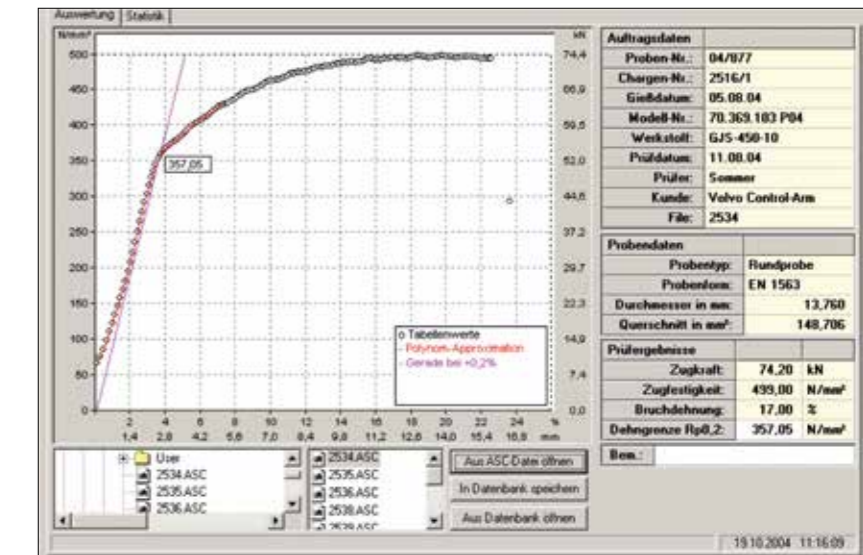 Auswertung Statistik
N/mm² kN
500 74,4
450 66,9
400 59,5
350 52,0
300 44,6
250 37,2
200 29,7
150 22,3
100 14,9
50 7,4
0 0,0
357,05
o Tabellenwerte
- Polynom-Approximation
- Gerade bei +0,2%
2 4 6 8 10 12 14 16 18 20 22 24 %
1,4 2,8 4,2 5,6 7,0 8,4 9,8 11,2 12,6 14,0 15,4 16,8 mm
Auftragsdaten
Proben-Nr.: 04/877
Chargen-Nr.: 2516/1
Gießdatum: 05.08.04
Modell-Nr.: 70.369.103 P04
Werkstoff: GJS-450-10
Prüfdatum: 11.08.04
Prüfer: Sommer
Kunde: Volvo Control-Arm
File: 2534
Probendaten
Probentyp: Rundprobe
Probenform: EN 1563
Durchmesser in mm: 13,760
Querschnitt in mm²: 148,706
Prüfergebnisse
Zugkraft: 74,20 kN
Zugfestigkeit: 499,00 N/mm²
Bruchdehnung: 17,00 %
Dehngrenze Rp0,2: 357,05 N/mm²
Bem.:
User
2534.ASC
2535.ASC
2536.ASC
2534.ASC
2535.ASC
2536.ASC
2538.ASC
2539.ASC
Aus ASC-Datei öffnen
In Datenbank speichern
Aus Datenbank öffnen
19.10.2004 11:16:09